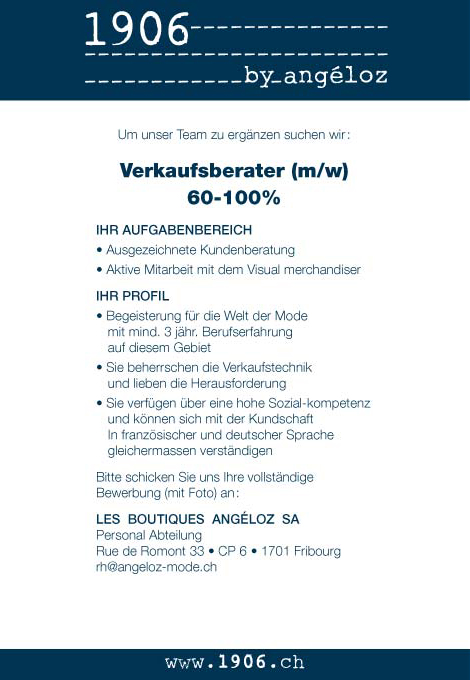 1906
by angéloz
Um unser Team zu ergänzen suchen wir:
Verkaufsberater (m/w)
60-100%
IHR AUFGABENBEREICH
• Ausgezeichnete Kundenberatung
• Aktive Mitarbeit mit dem Visual merchandiser
IHR PROFIL
• Begeisterung für die Welt der Mode
mit mind. 3 jähr. Berufserfahrung
auf diesem Gebiet
• Sie beherrschen die Verkaufstechnik
und lieben die Herausforderung
• Sie verfügen über eine hohe Sozial-kompetenz
und können sich mit der Kundschaft
In französischer und deutscher Sprache
gleichermassen verständigen
Bitte schicken Sie uns Ihre vollständige
Bewerbung (mit Foto) an:
LES BOUTIQUES ANGÉLOZ SA
Personal Abteilung
Rue de Romont 33 • CP 6 • 1701 Fribourg
rh@angeloz-mode.ch
www.1906.ch